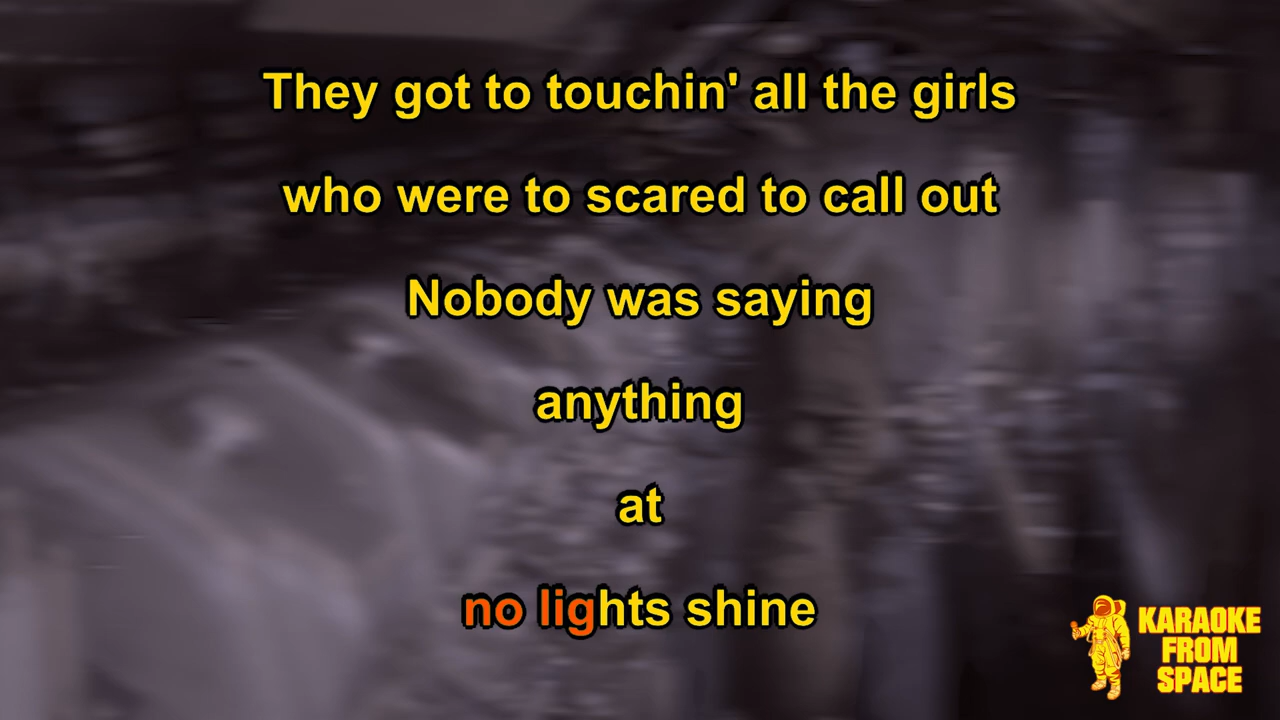 They got to touchin' all the girls
who were to scared to call out
Nobody was saying
anything
at
no lights shine
KARAOKE
FROM
SPACE